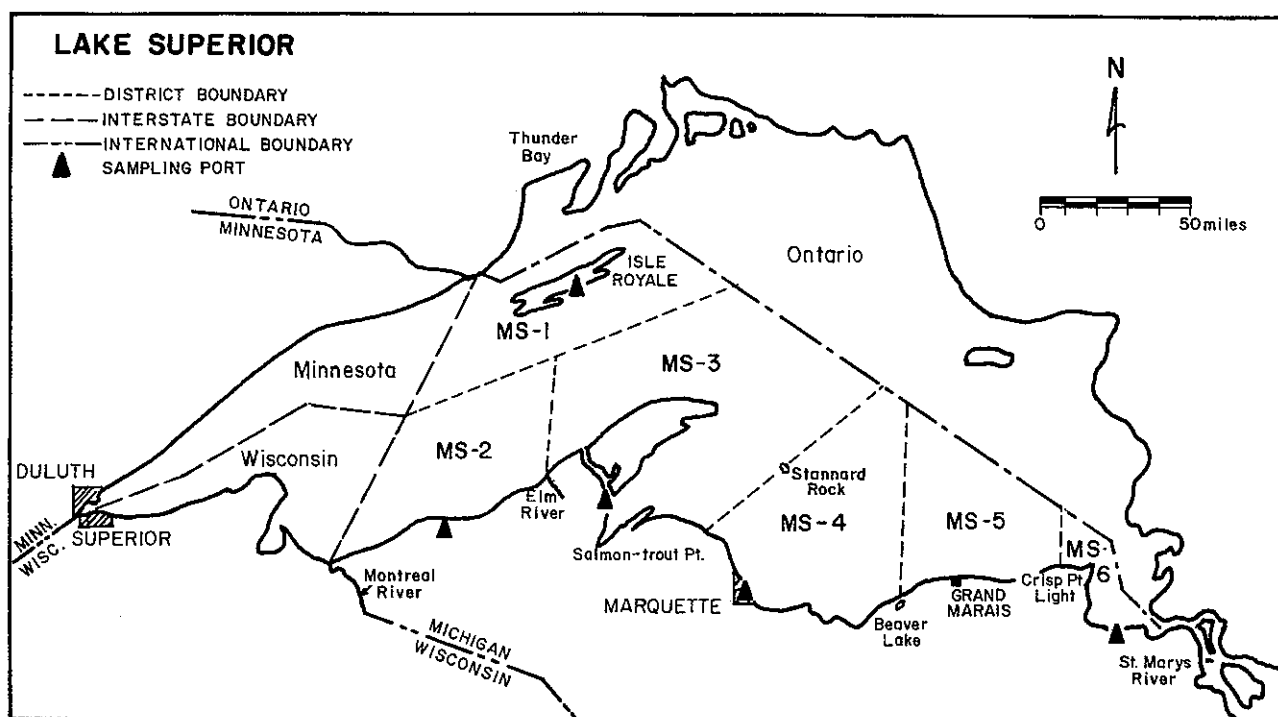 LAKE SUPERIOR
DISTRICT BOUNDARY
INTERSTATE BOUNDARY
INTERNATIONAL BOUNDARY
SAMPLING PORT
N
0 50 miles
Thunder
Bay
ONTARIO
MINNESOTA
Ontario
ISLE
ROYALE
MS-1
Minnesota
MS-3
MS-2
Wisconsin
DULUTH
Stannard
Rock
Elm
River
MS-4
MS-5
MINN.
WISC.
SUPERIOR
Salmon-trout Pt.
MS-
6
Montreal
River
Crisp Pt.
Light
GRAND
MARAIS
MARQUETTE
Beaver
Lake
MICHIGAN
WISCONSIN
St. Marys
River